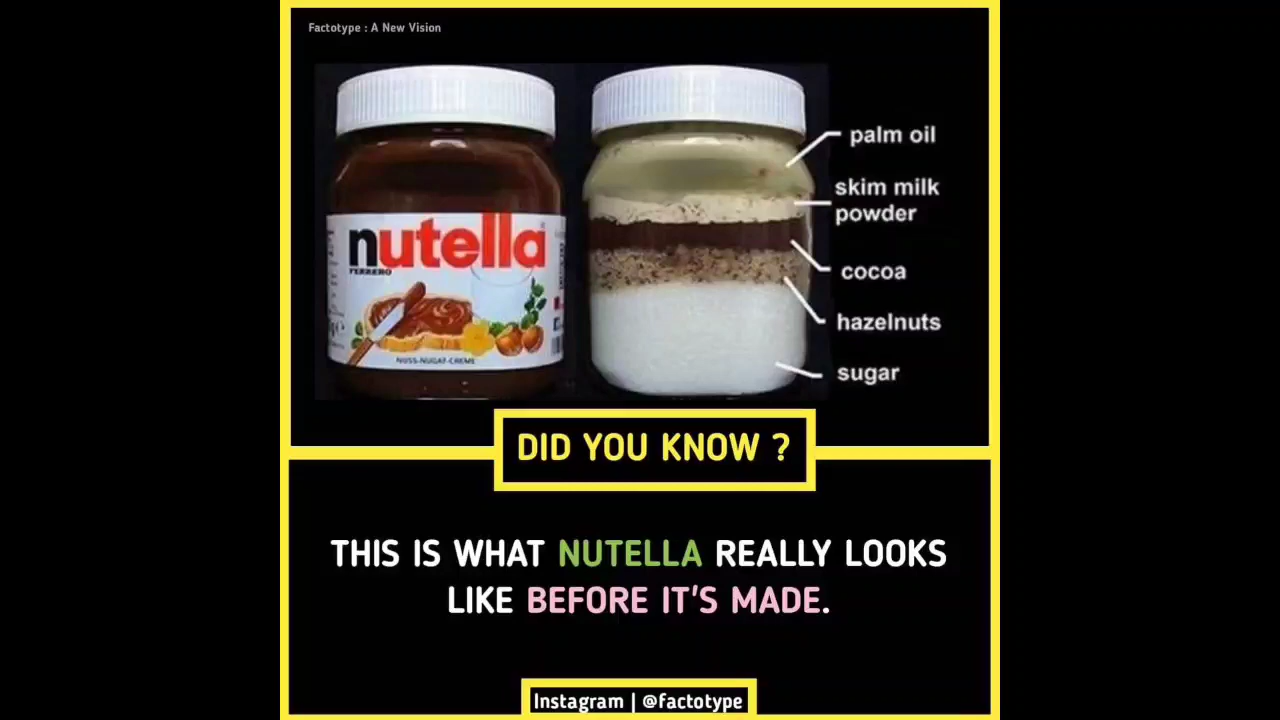 Factotype : A New Vision
palm oil
skim milk
powder
cocoa
hazelnuts
sugar
nutella
FERRERO
NUSS-NUGAT-CREME
DID YOU KNOW ?
THIS IS WHAT NUTELLA REALLY LOOKS
LIKE BEFORE IT'S MADE.
Instagram | @factotype